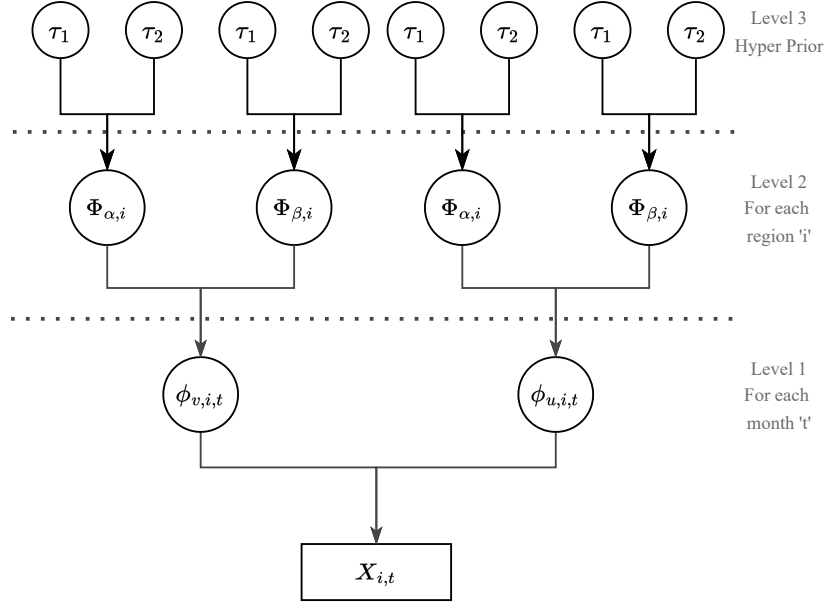 τ₁ τ₂ τ₁ τ₂ τ₁ τ₂ τ₁ τ₂
Level 3
Hyper Prior
Φα,i Φβ,i Φα,i Φβ,i
Level 2
For each
region 'i'
ϕv,i,t ϕu,i,t
Level 1
For each
month 't'
Xi,t